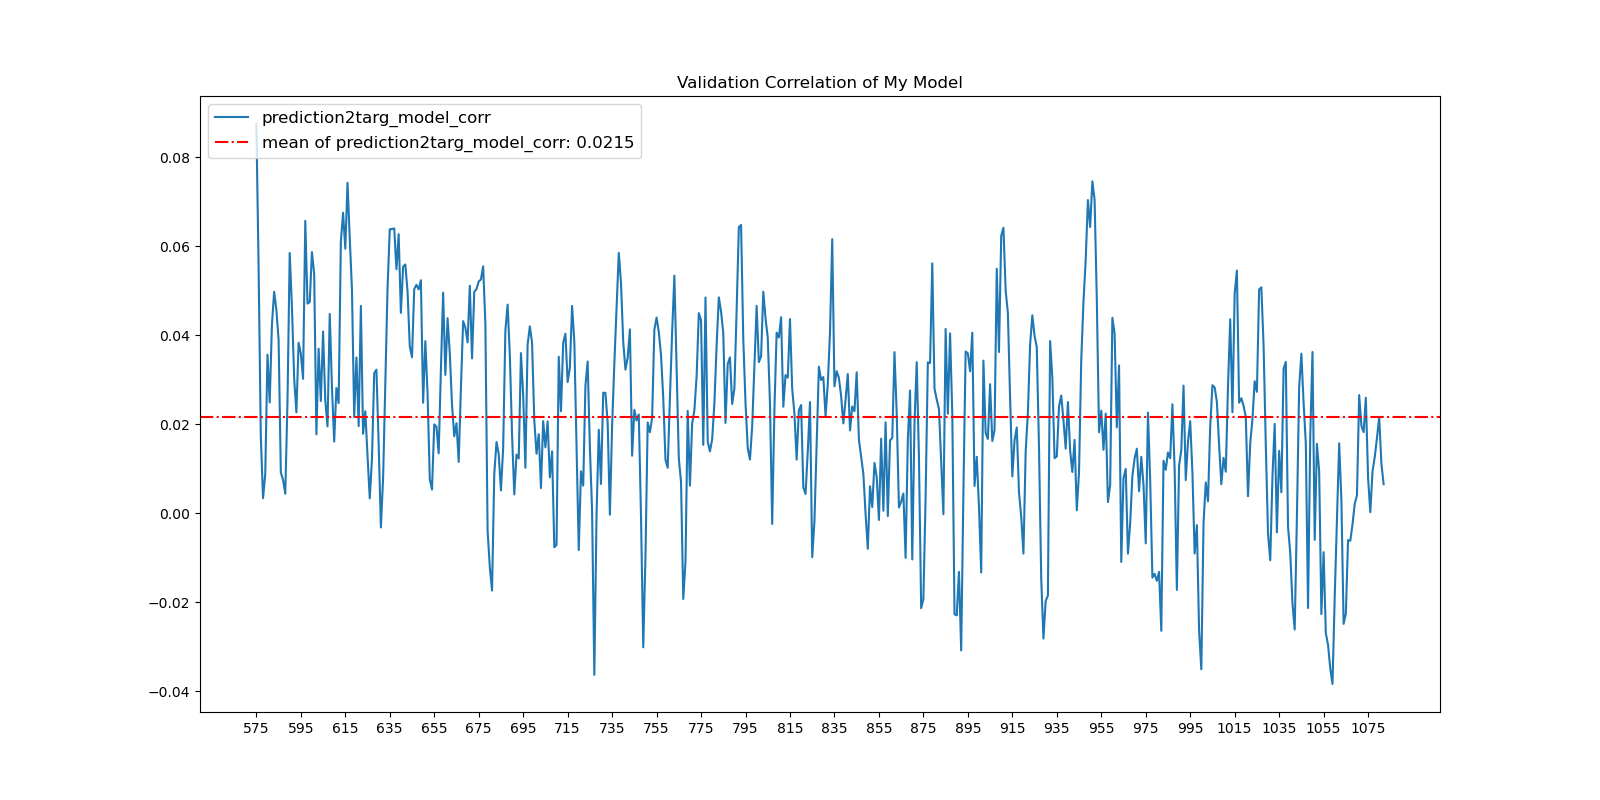 Validation Correlation of My Model
prediction2targ_model_corr
mean of prediction2targ_model_corr: 0.0215
0.08
0.06
0.04
0.02
0.00
−0.02
−0.04
575 595 615 635 655 675 695 715 735 755 775 795 815 835 855 875 895 915 935 955 975 995 1015 1035 1055 1075